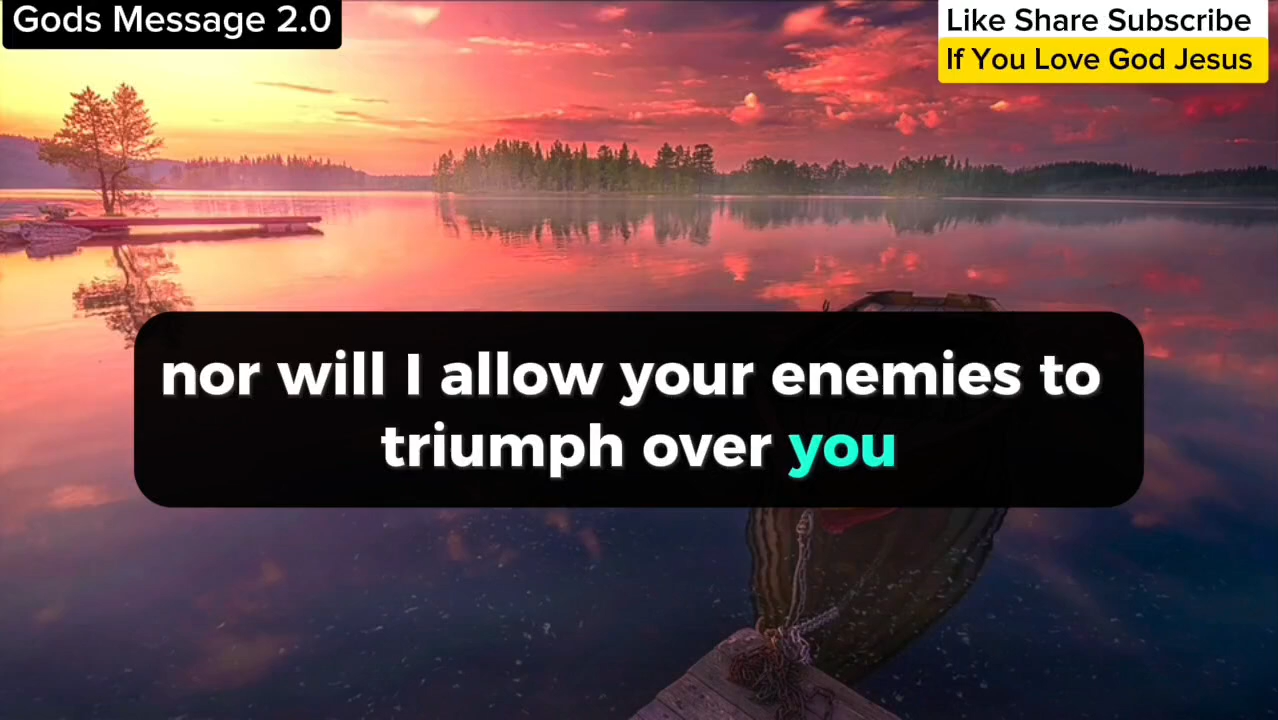 Gods Message 2.0
Like Share Subscribe
If You Love God Jesus
nor will I allow your enemies to
triumph over you